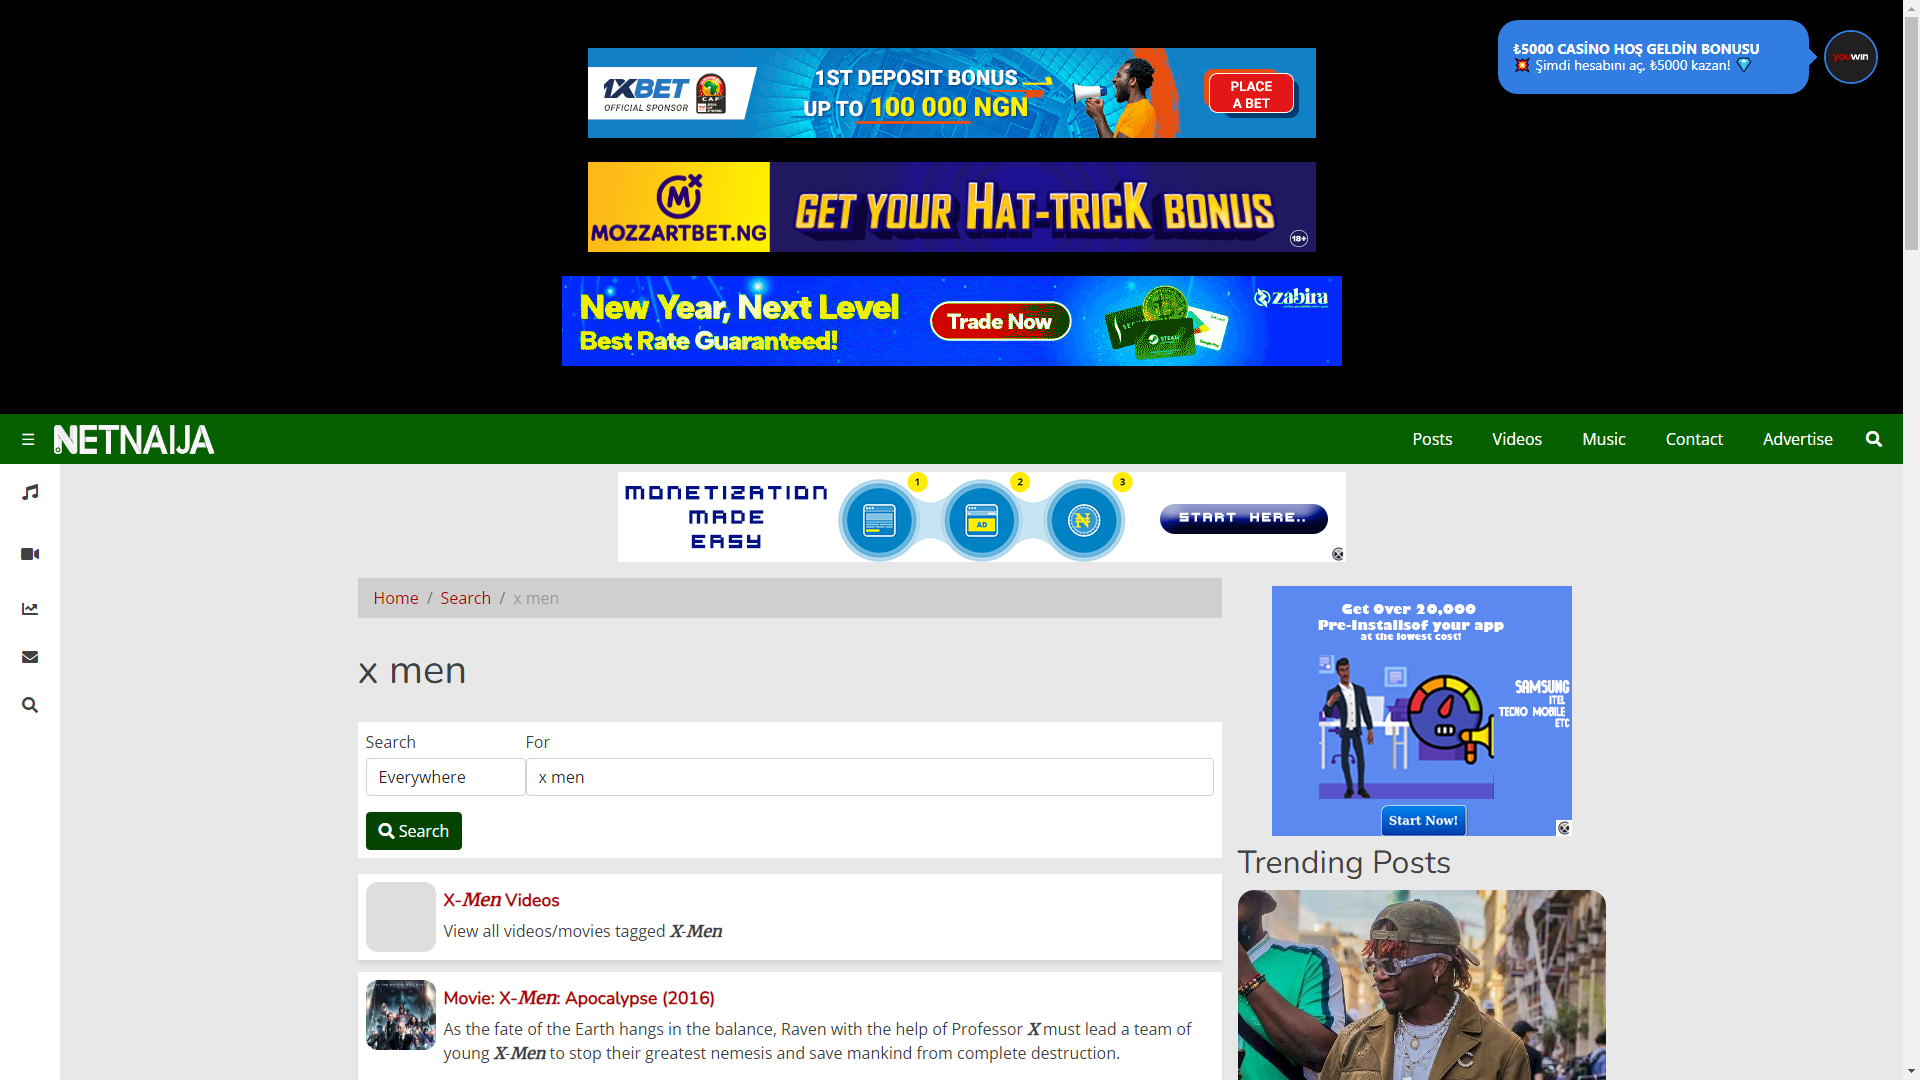 ₺5000 CASİNO HOŞ GELDİN BONUSU
💥 Şimdi hesabını aç, ₺5000 kazan! 💎
youwin
1XBET
OFFICIAL SPONSOR
CAF
1ST DEPOSIT BONUS
UP TO 100 000 NGN
PLACE
A BET
MOZZARTBET.NG
GET YOUR HAT-TRICK BONUS
18+
New Year, Next Level
Best Rate Guaranteed!
Trade Now
STEAM
zabira
NETNAIJA
Posts
Videos
Music
Contact
Advertise
MONETIZATION
MADE
EASY
1
2
3
AD
START HERE..
Home / Search / x men
x men
Search
For
Everywhere
x men
Search
X-Men Videos
View all videos/movies tagged X-Men
Movie: X-Men: Apocalypse (2016)
As the fate of the Earth hangs in the balance, Raven with the help of Professor X must lead a team of
young X-Men to stop their greatest nemesis and save mankind from complete destruction.
Get Over 20,000
Pre-Installsof your app
at the lowest cost!
SAMSUNG
ITEL
TECNO MOBILE
ETC
Start Now!
Trending Posts